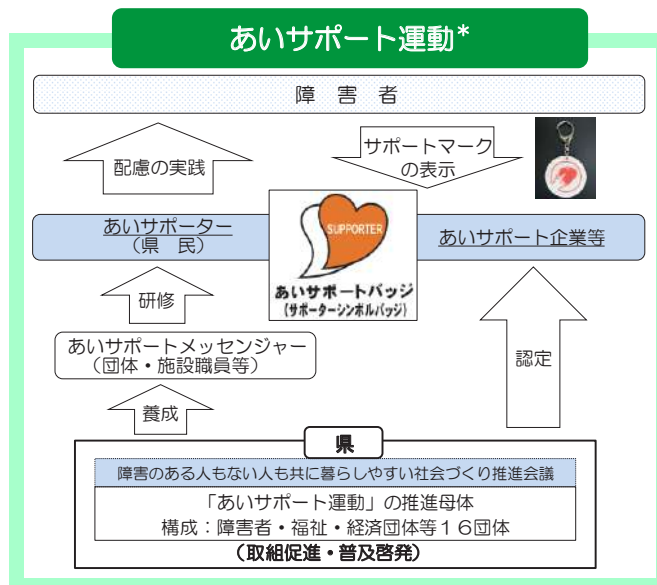 あいサポート運動*
障 害 者
配慮の実践
サポートマーク
の表示
あいサポーター
(県 民)
SUPPORTER
あいサポートバッジ
(サポーターシンボルバッジ)
あいサポート企業等
研修
あいサポートメッセンジャー
(団体・施設職員等)
認定
養成
県
障害のある人もない人も共に暮らしやすい社会づくり推進会議
「あいサポート運動」の推進母体
構成:障害者・福祉・経済団体等16団体
(取組促進・普及啓発)